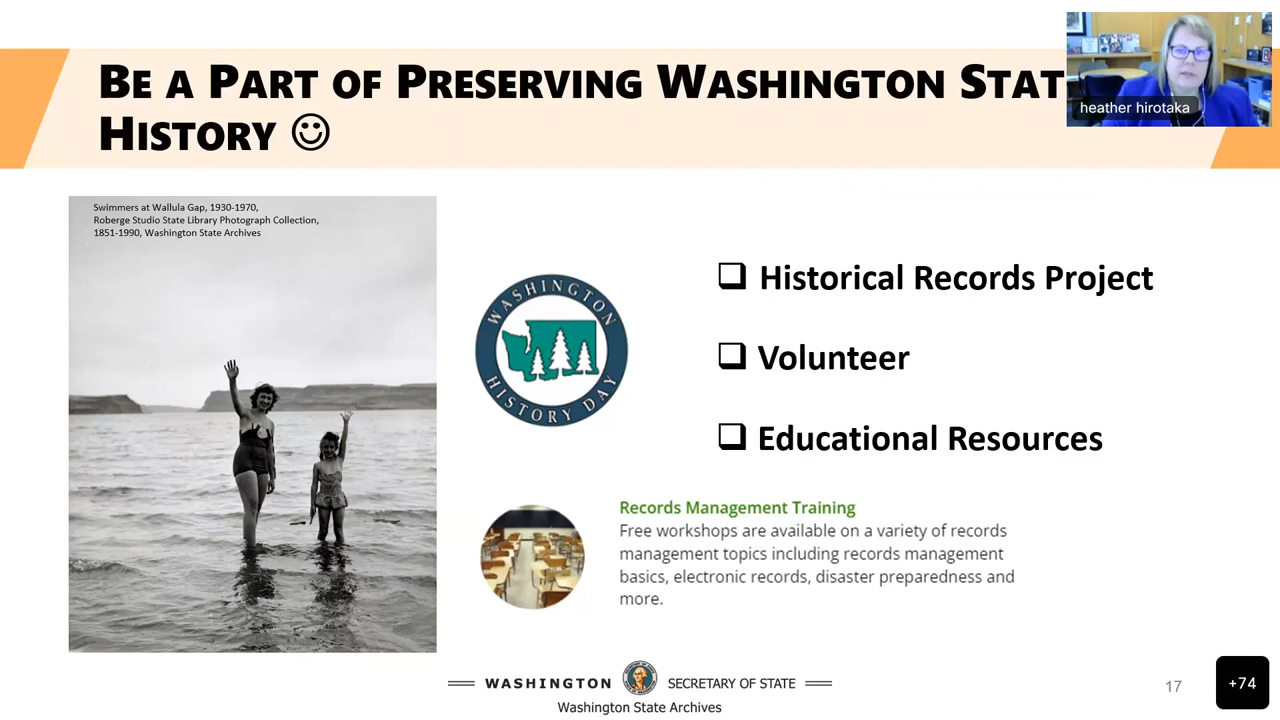 BE A PART OF PRESERVING WASHINGTON STAT
HISTORY ☺
heather hirotaka
Swimmers at Wallula Gap, 1930-1970,
Roberge Studio State Library Photograph Collection,
1851-1990, Washington State Archives
WASHINGTON
HISTORY DAY
❑ Historical Records Project
❑ Volunteer
❑ Educational Resources
Records Management Training
Free workshops are available on a variety of records
management topics including records management
basics, electronic records, disaster preparedness and
more.
WASHINGTON SECRETARY OF STATE
Washington State Archives
17
+74